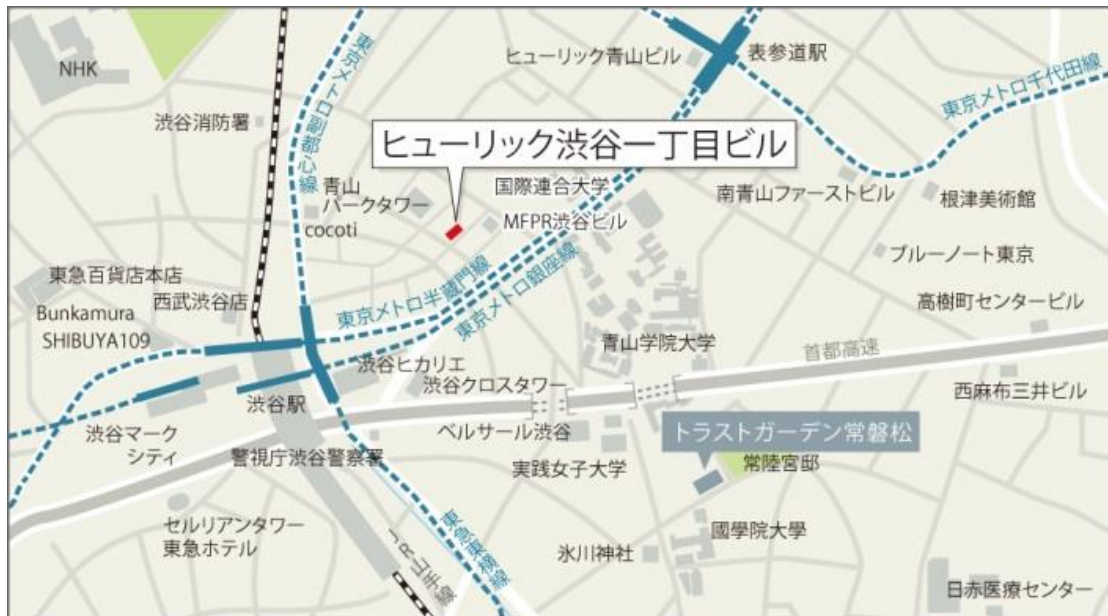 NHK
渋谷消防署
東京メトロ副都心線
ヒューリック青山ビル
表参道駅
東京メトロ千代田線
ヒューリック渋谷一丁目ビル
青山
パークタワー
cocoti
国際連合大学
MFPR渋谷ビル
南青山ファーストビル
根津美術館
ブルーノート東京
東急百貨店本店
西武渋谷店
Bunkamura
SHIBUYA109
東京メトロ半蔵門線
東京メトロ銀座線
高樹町センタービル
青山学院大学
首都高速
渋谷ヒカリエ
渋谷クロスタワー
渋谷駅
西麻布三井ビル
渋谷マーク
シティ
警視庁渋谷警察署
ベルサール渋谷
トラストガーデン常磐松
実践女子大学
常陸宮邸
セルリアンタワー
東急ホテル
JR山手線
東急東横線
氷川神社
國學院大學
日赤医療センター